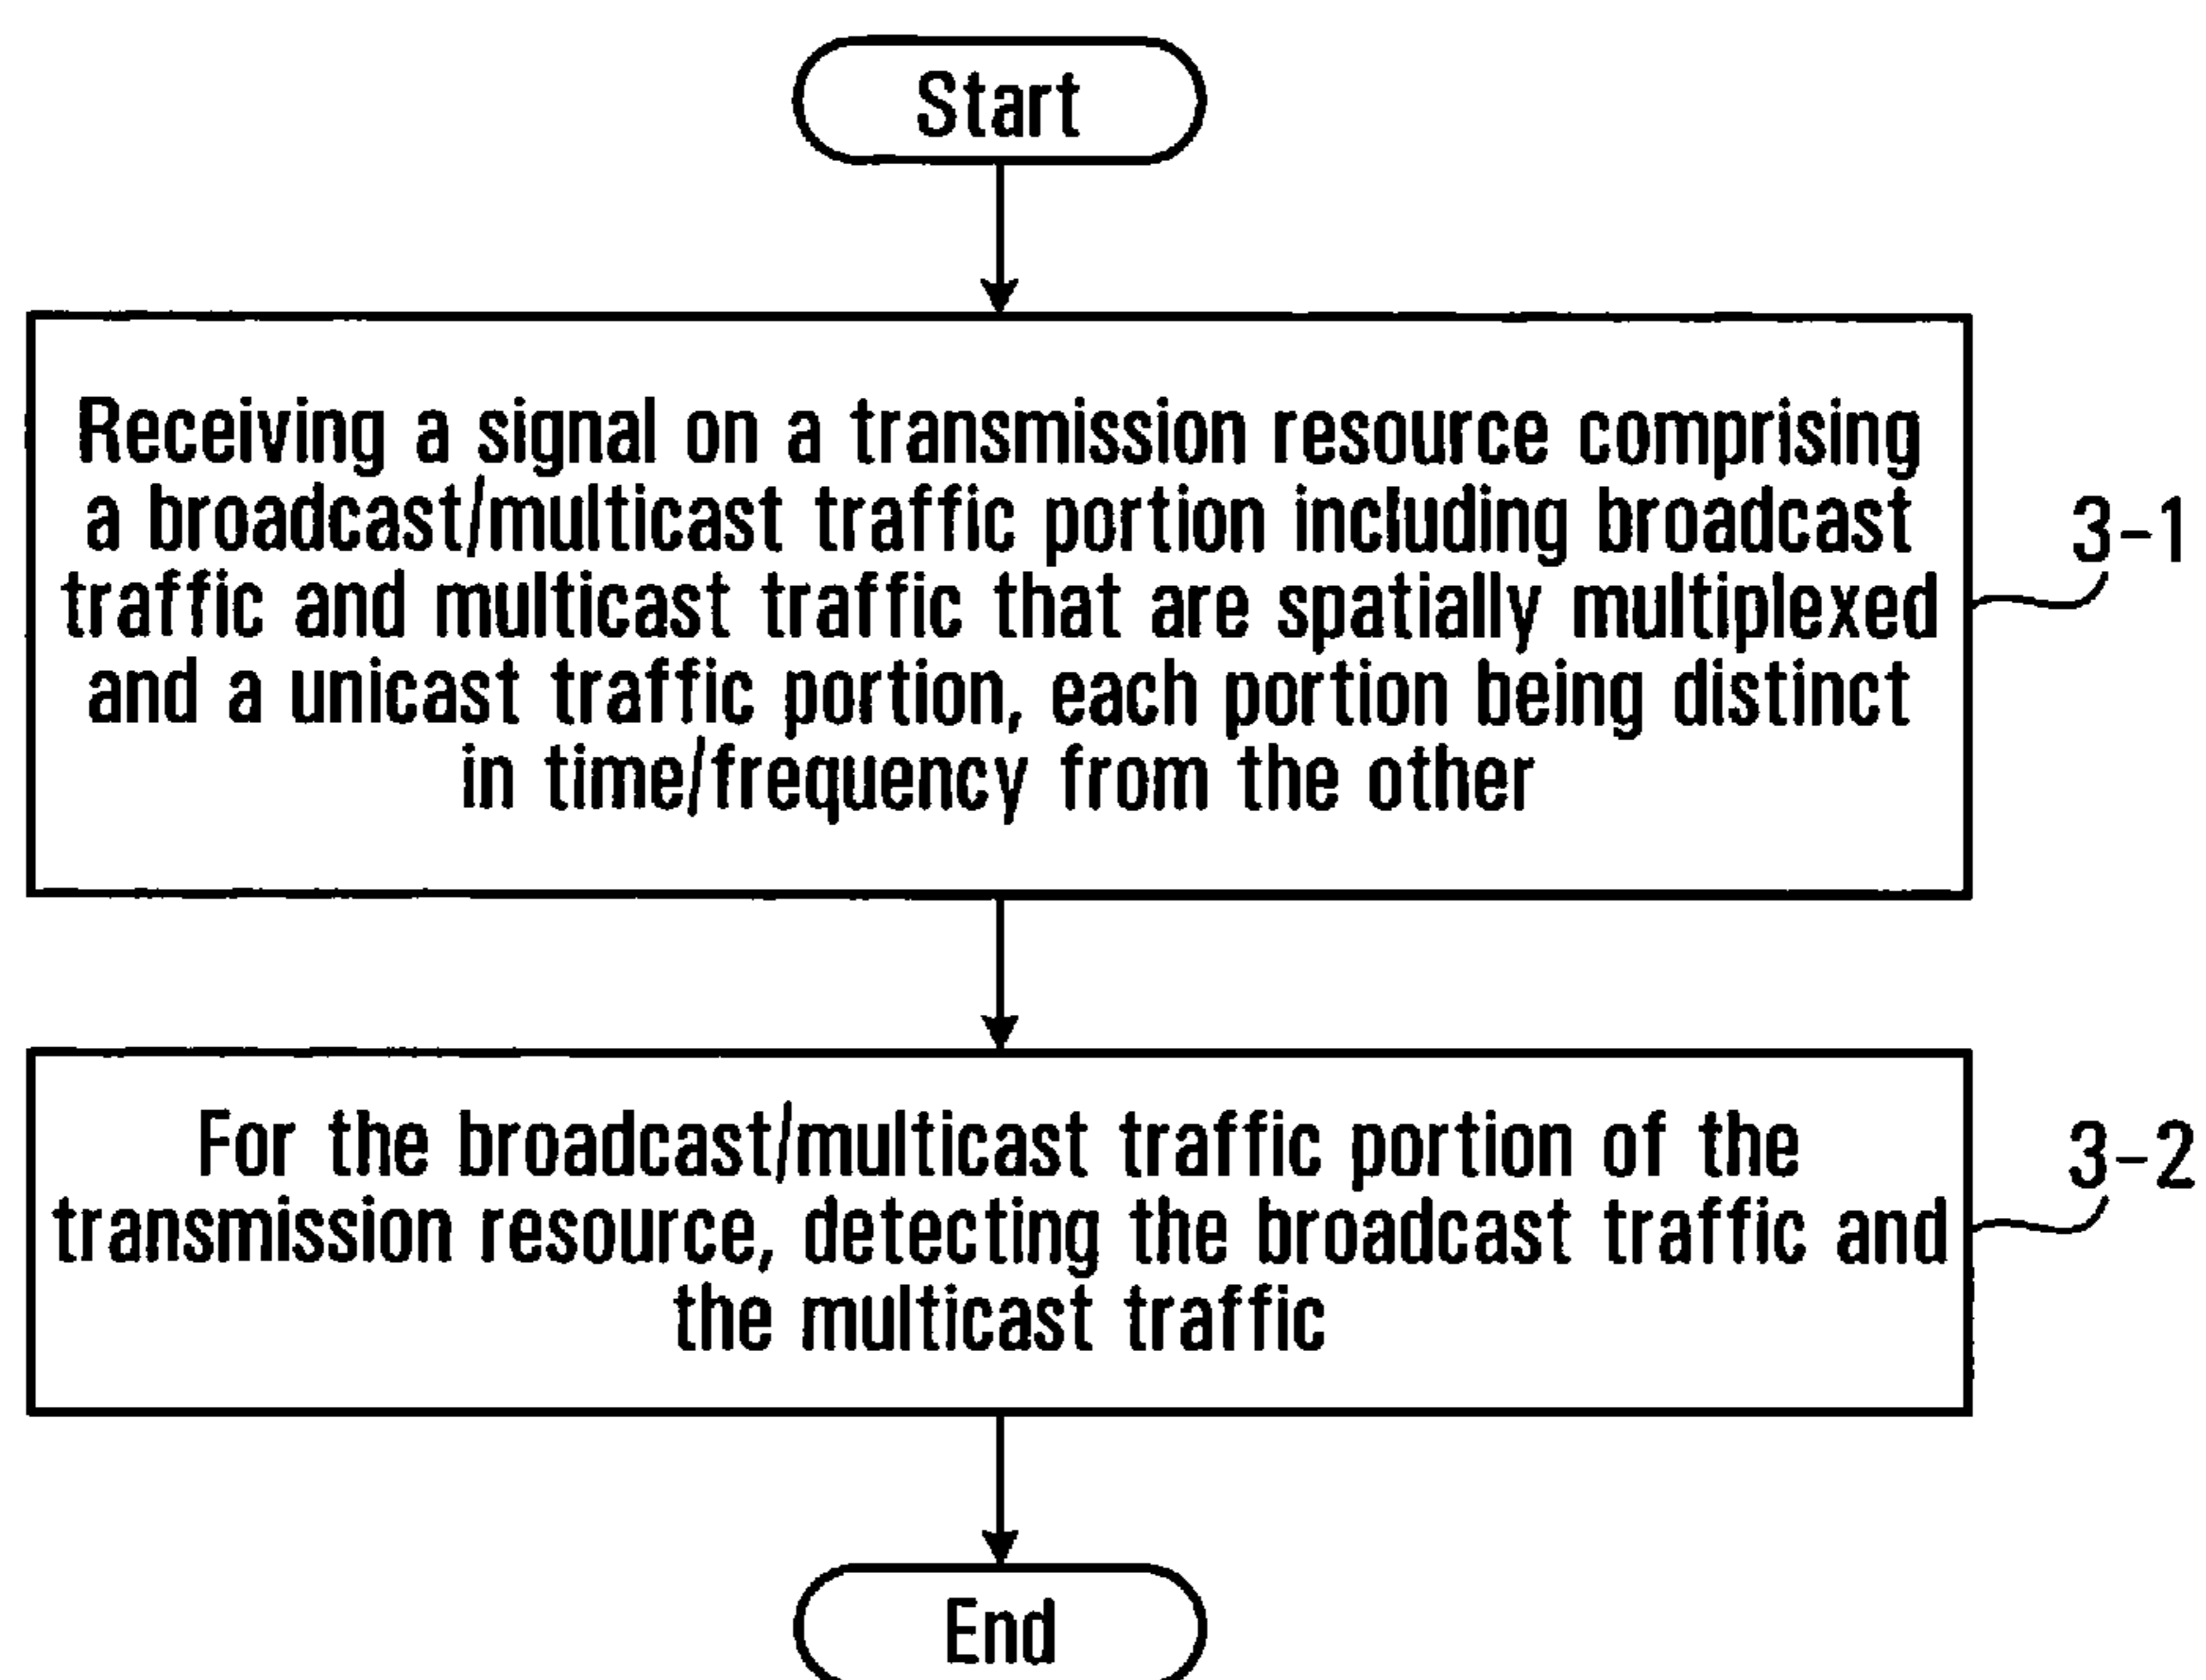 Start
Receiving a signal on a transmission resource comprising
a broadcast/multicast traffic portion including broadcast
traffic and multicast traffic that are spatially multiplexed
and a unicast traffic portion, each portion being distinct
in time/frequency from the other
3-1
For the broadcast/multicast traffic portion of the
transmission resource, detecting the broadcast traffic and
the multicast traffic
3-2
End